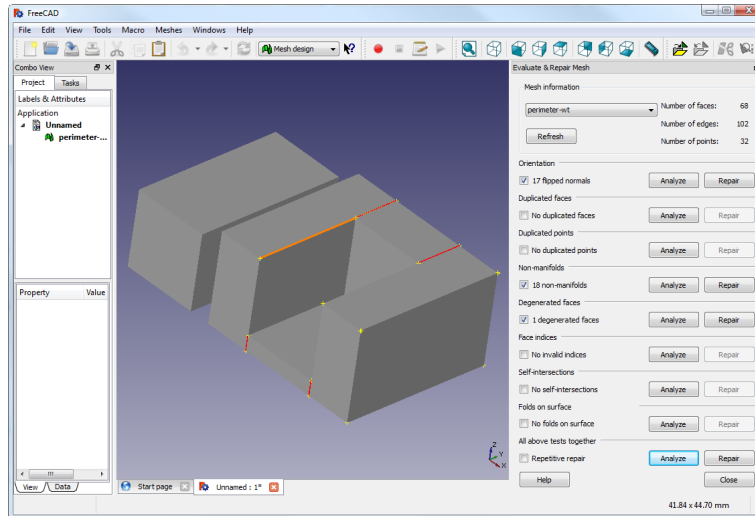 FreeCAD
File Edit View Tools Macro Meshes Windows Help
Mesh design
Combo View
Project Tasks
Labels & Attributes
Application
Unnamed
perimeter-...
Property Value
View Data
Start page
Unnamed : 1*
Z
Y
X
Evaluate & Repair Mesh
Mesh information
perimeter-wt
Number of faces: 68
Number of edges: 102
Refresh
Number of points: 32
Orientation
17 flipped normals Analyze Repair
Duplicated faces
No duplicated faces Analyze Repair
Duplicated points
No duplicated points Analyze Repair
Non-manifolds
18 non-manifolds Analyze Repair
Degenerated faces
1 degenerated faces Analyze Repair
Face indices
No invalid indices Analyze Repair
Self-intersections
No self-intersections Analyze Repair
Folds on surface
No folds on surface Analyze Repair
All above tests together
Repetitive repair Analyze Repair
Help Close
41.84 x 44.70 mm